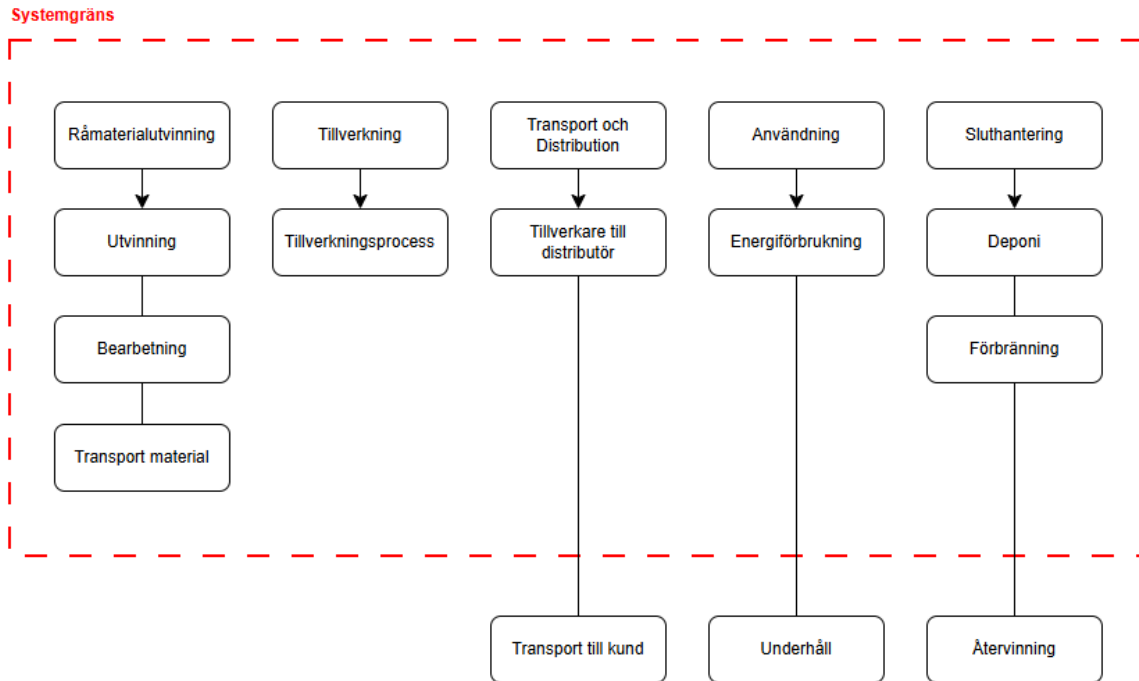 Systemgräns
Råmaterialutvinning
Tillverkning
Transport och
Distribution
Användning
Sluthantering
Utvinning
Tillverkningsprocess
Tillverkare till
distributör
Energiförbrukning
Deponi
Bearbetning
Förbränning
Transport material
Transport till kund
Underhåll
Återvinning